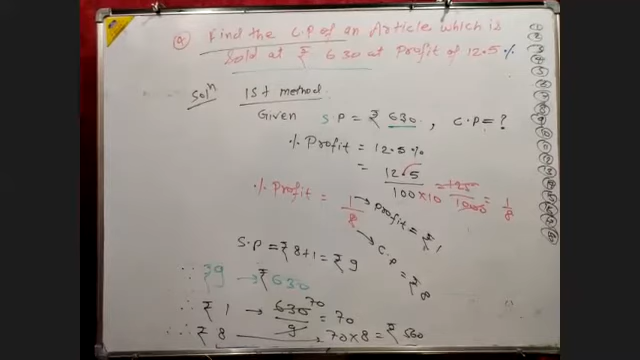 Q Find the C.P of an Article which is
Sold at ₹ 630 at Profit of 12.5 %
Solⁿ 1st method
Given S.P = ₹ 630, C.P = ?
% Profit = 12.5%
= 12.5 / 100×10 = 125 / 1000 = 1/8
% Profit = 1/8 → Profit = ₹ 1
→ C.P = ₹ 8
S.P = ₹ 8+1 = ₹ 9
∵ ₹9 → ₹ 630
∵ ₹ 1 → 630 / 9 70 = 70
∵ ₹ 8 → 70×8 = ₹ 560